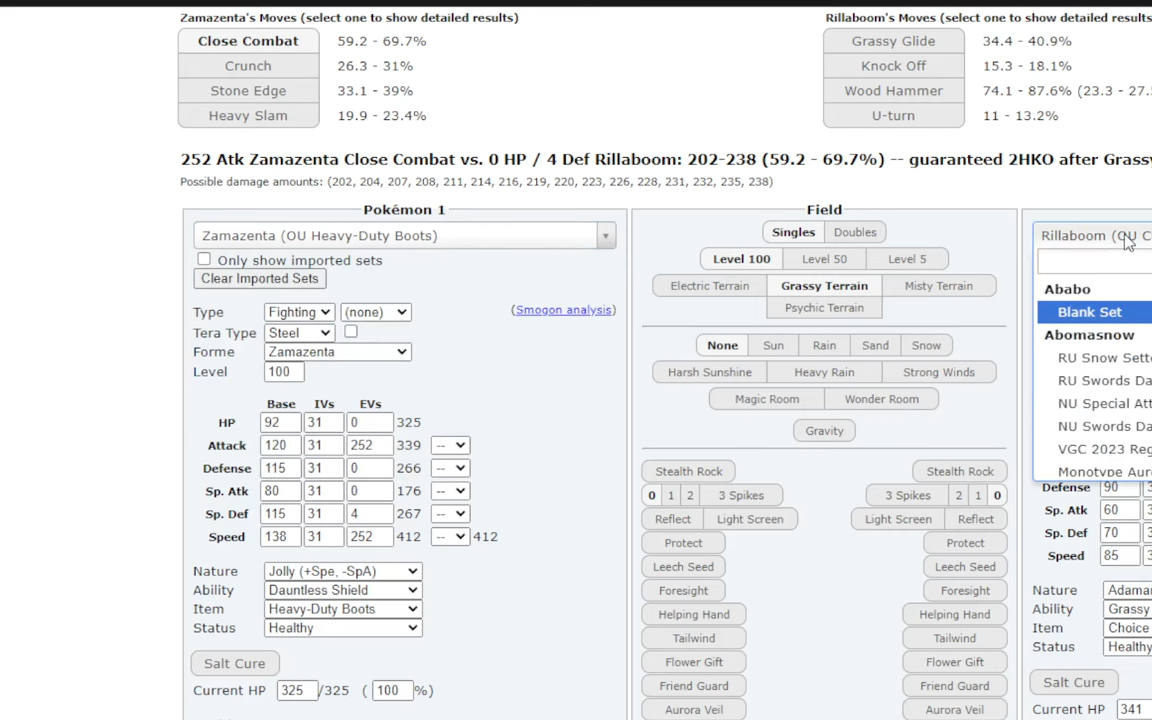 Zamazenta's Moves (select one to show detailed results)
Close Combat 59.2 - 69.7%
Crunch 26.3 - 31%
Stone Edge 33.1 - 39%
Heavy Slam 19.9 - 23.4%
Rillaboom's Moves (select one to show detailed results
Grassy Glide 34.4 - 40.9%
Knock Off 15.3 - 18.1%
Wood Hammer 74.1 - 87.6% (23.3 - 27.
U-turn 11 - 13.2%
252 Atk Zamazenta Close Combat vs. 0 HP / 4 Def Rillaboom: 202-238 (59.2 - 69.7%) -- guaranteed 2HKO after Grassy
Possible damage amounts: (202, 204, 207, 208, 211, 214, 216, 219, 220, 223, 226, 228, 231, 232, 235, 238)
Pokémon 1
Zamazenta (OU Heavy-Duty Boots)
Only show imported sets
Clear Imported Sets
Type Fighting (none) (Smogon analysis)
Tera Type Steel
Forme Zamazenta
Level 100
Base IVs EVs
HP 92 31 0 325
Attack 120 31 252 339 --
Defense 115 31 0 266 --
Sp. Atk 80 31 0 176 --
Sp. Def 115 31 4 267 --
Speed 138 31 252 412 -- 412
Nature Jolly (+Spe, -SpA)
Ability Dauntless Shield
Item Heavy-Duty Boots
Status Healthy
Salt Cure
Current HP 325 /325 ( 100 %)
Field
Singles Doubles
Level 100 Level 50 Level 5
Electric Terrain Grassy Terrain Misty Terrain
Psychic Terrain
None Sun Rain Sand Snow
Harsh Sunshine Heavy Rain Strong Winds
Magic Room Wonder Room
Gravity
Stealth Rock Stealth Rock
0 1 2 3 Spikes 3 Spikes 2 1 0
Reflect Light Screen Light Screen Reflect
Protect Protect
Leech Seed Leech Seed
Foresight Foresight
Helping Hand Helping Hand
Tailwind Tailwind
Flower Gift Flower Gift
Friend Guard Friend Guard
Aurora Veil Aurora Veil
Rillaboom (OU C
Ababo
Blank Set
Abomasnow
RU Snow Sette
RU Swords Da
NU Special Att
NU Swords Da
VGC 2023 Reg
Monotype Auro
Defense 90 3
Sp. Atk 60 3
Sp. Def 70 3
Speed 85 3
Nature Adama
Ability Grassy
Item Choice
Status Healthy
Salt Cure
Current HP 341